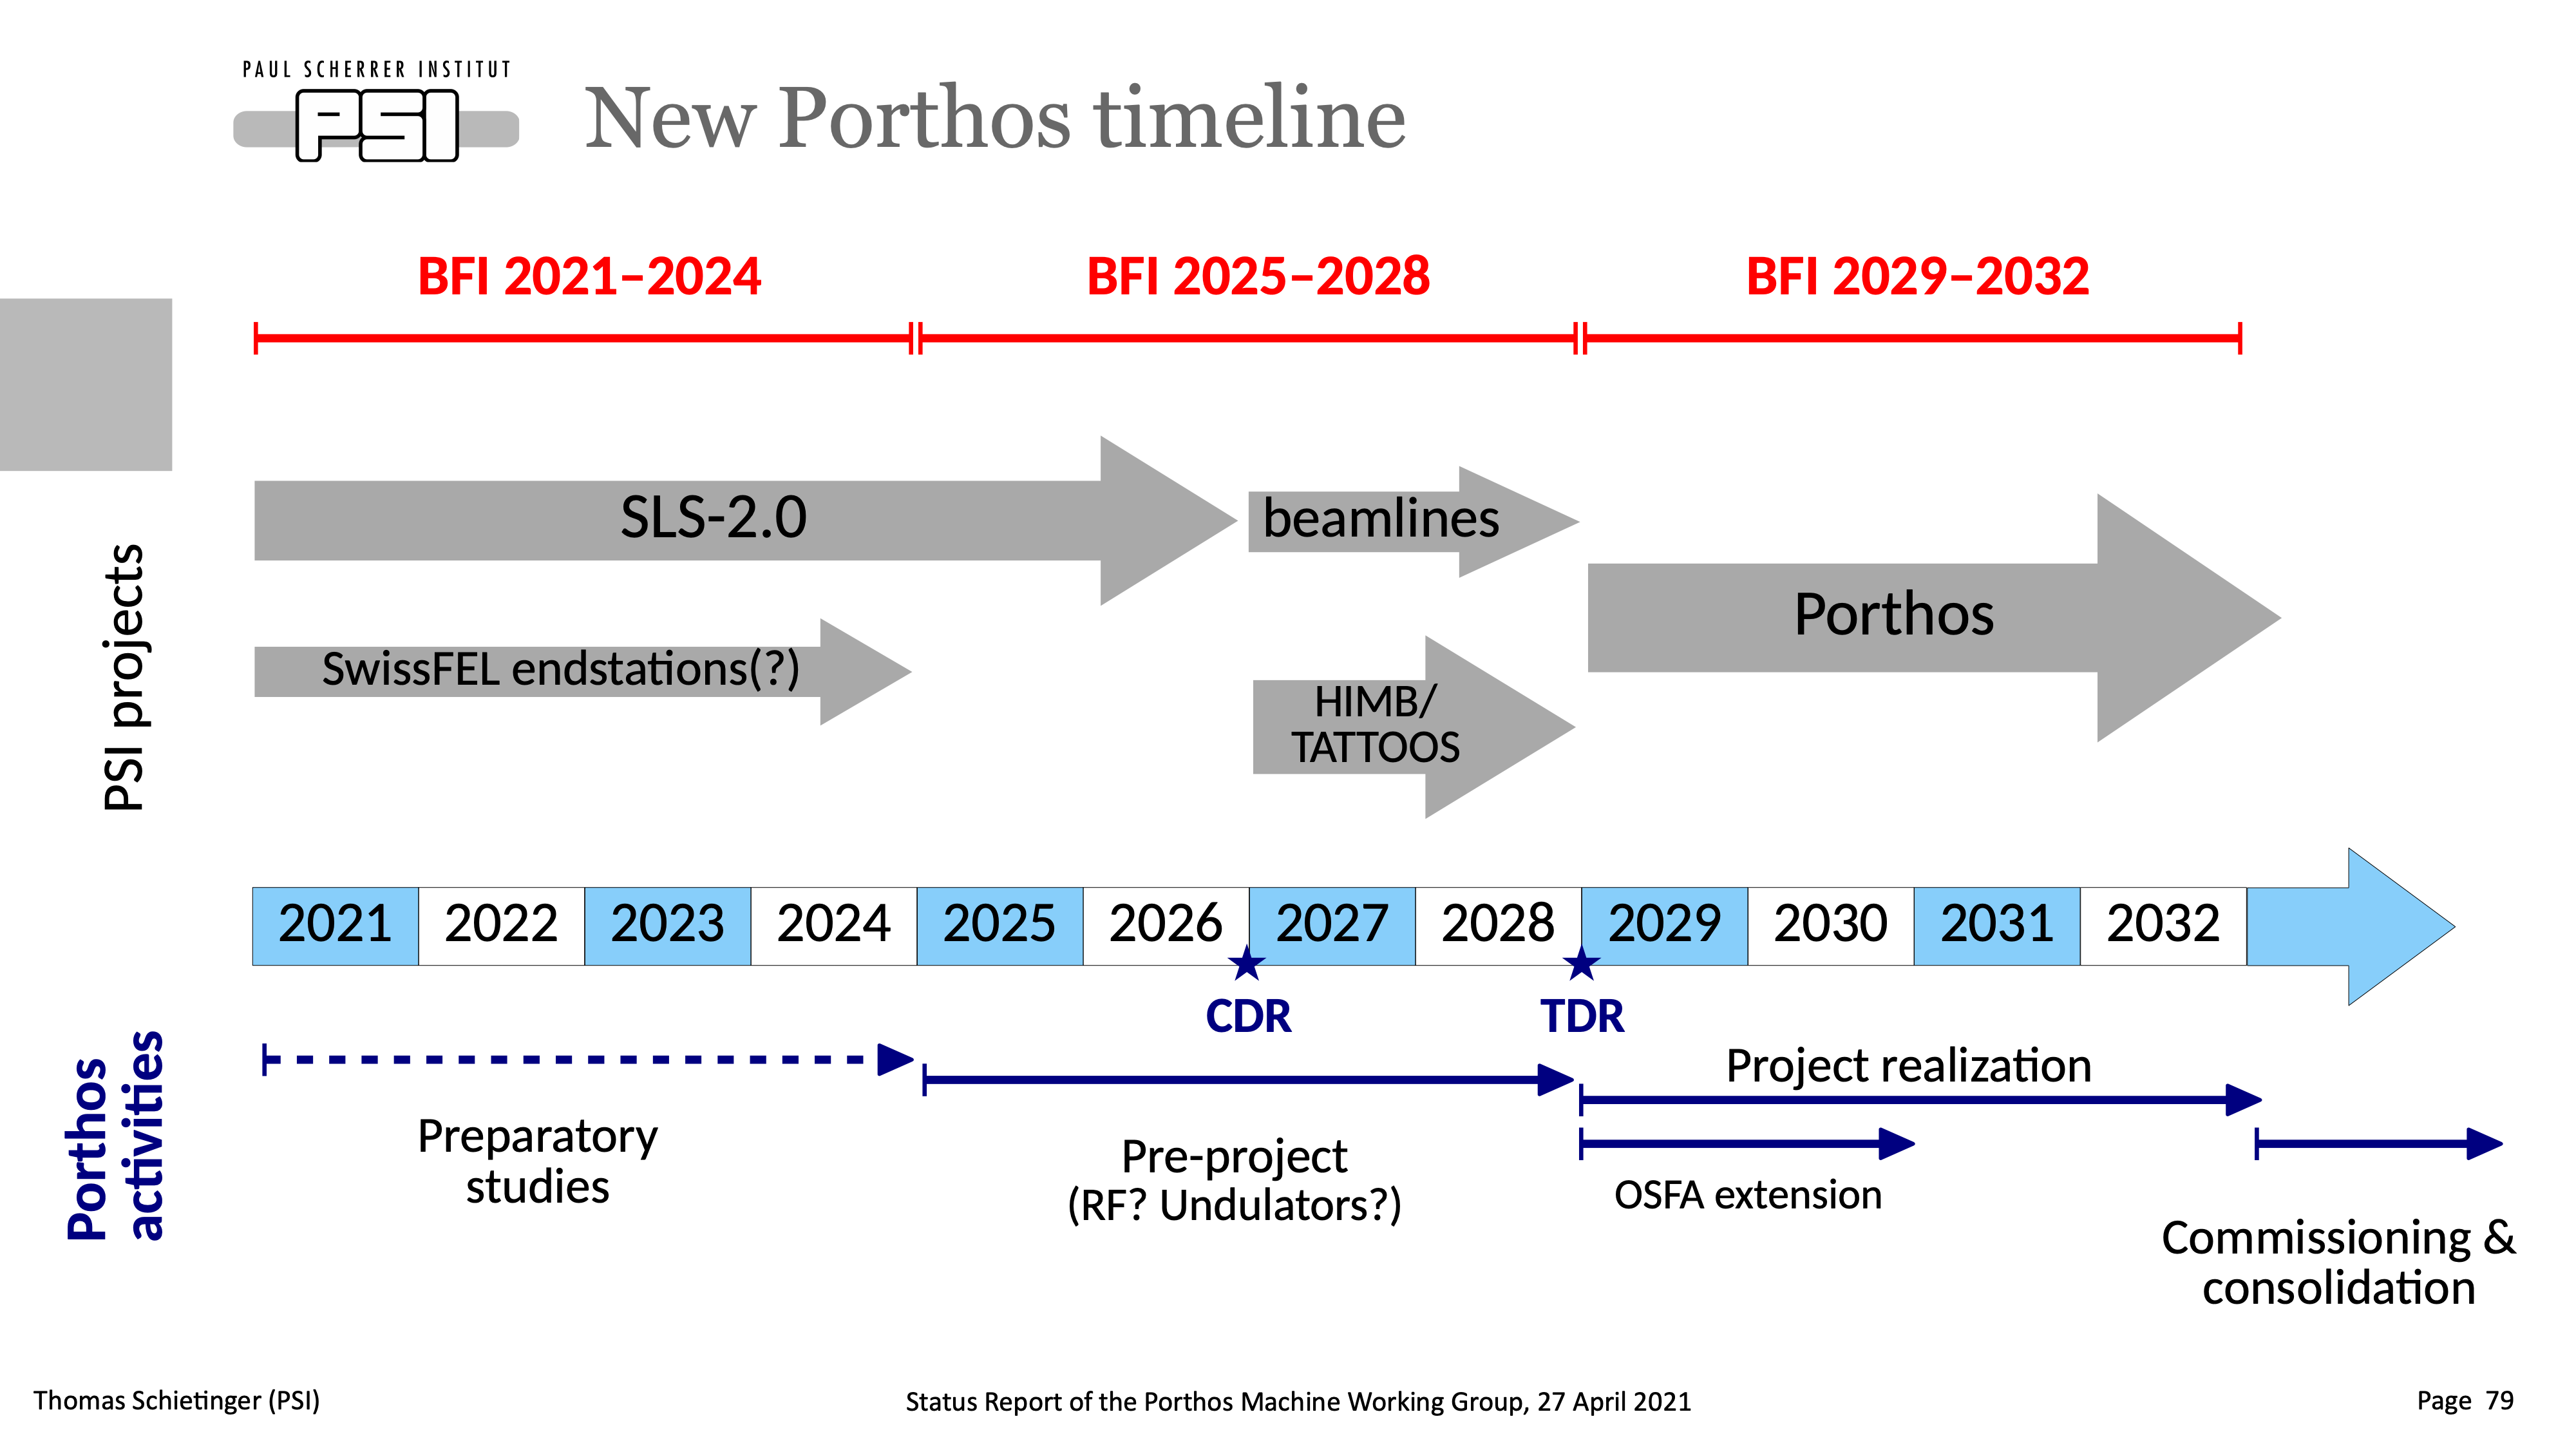 PAUL SCHERRER INSTITUT
PSI
New Porthos timeline
BFI 2021–2024
BFI 2025–2028
BFI 2029–2032
PSI projects
SLS-2.0
beamlines
Porthos
SwissFEL endstations(?)
HIMB/
TATTOOS
2021
2022
2023
2024
2025
2026
2027
2028
2029
2030
2031
2032
CDR
TDR
Porthos
activities
Preparatory
studies
Pre-project
(RF? Undulators?)
Project realization
OSFA extension
Commissioning &
consolidation
Thomas Schietinger (PSI)
Status Report of the Porthos Machine Working Group, 27 April 2021
Page 79